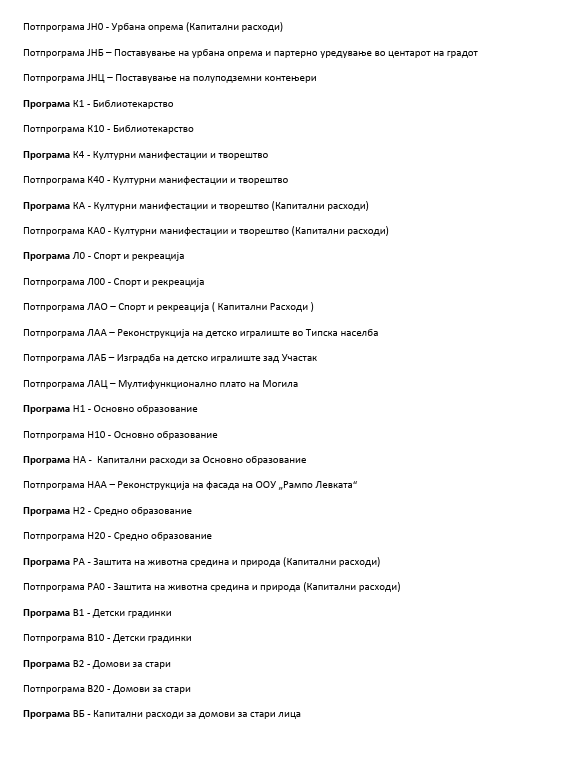 Потпрограма ЈН0 - Урбана опрема (Капитални расходи)
Потпрограма ЈНБ – Поставување на урбана опрема и партерно уредување во центарот на градот
Потпрограма ЈНЦ – Поставување на полуподземни контењери
Програма К1 - Библиотекарство
Потпрограма К10 - Библиотекарство
Програма К4 - Културни манифестации и творештво
Потпрограма К40 - Културни манифестации и творештво
Програма КА - Културни манифестации и творештво (Капитални расходи)
Потпрограма КА0 - Културни манифестации и творештво (Капитални расходи)
Програма Л0 - Спорт и рекреација
Потпрограма Л00 - Спорт и рекреација
Потпрограма ЛАО – Спорт и рекреација ( Капитални Расходи )
Потпрограма ЛАА – Реконструкција на детско игралиште во Типска населба
Потпрограма ЛАБ – Изградба на детско игралиште зад Участак
Потпрограма ЛАЦ – Мултифункционално плато на Могила
Програма Н1 - Основно образование
Потпрограма Н10 - Основно образование
Програма НА -  Капитални расходи за Основно образование
Потпрограма НАА – Реконструкција на фасада на ООУ „Рампо Левката“
Програма Н2 - Средно образование
Потпрограма Н20 - Средно образование
Програма РА - Заштита на животна средина и природа (Капитални расходи)
Потпрограма РА0 - Заштита на животна средина и природа (Капитални расходи)
Програма В1 - Детски градинки
Потпрограма В10 - Детски градинки
Програма В2 - Домови за стари
Потпрограма В20 - Домови за стари
Програма ВБ - Капитални расходи за домови за стари лица